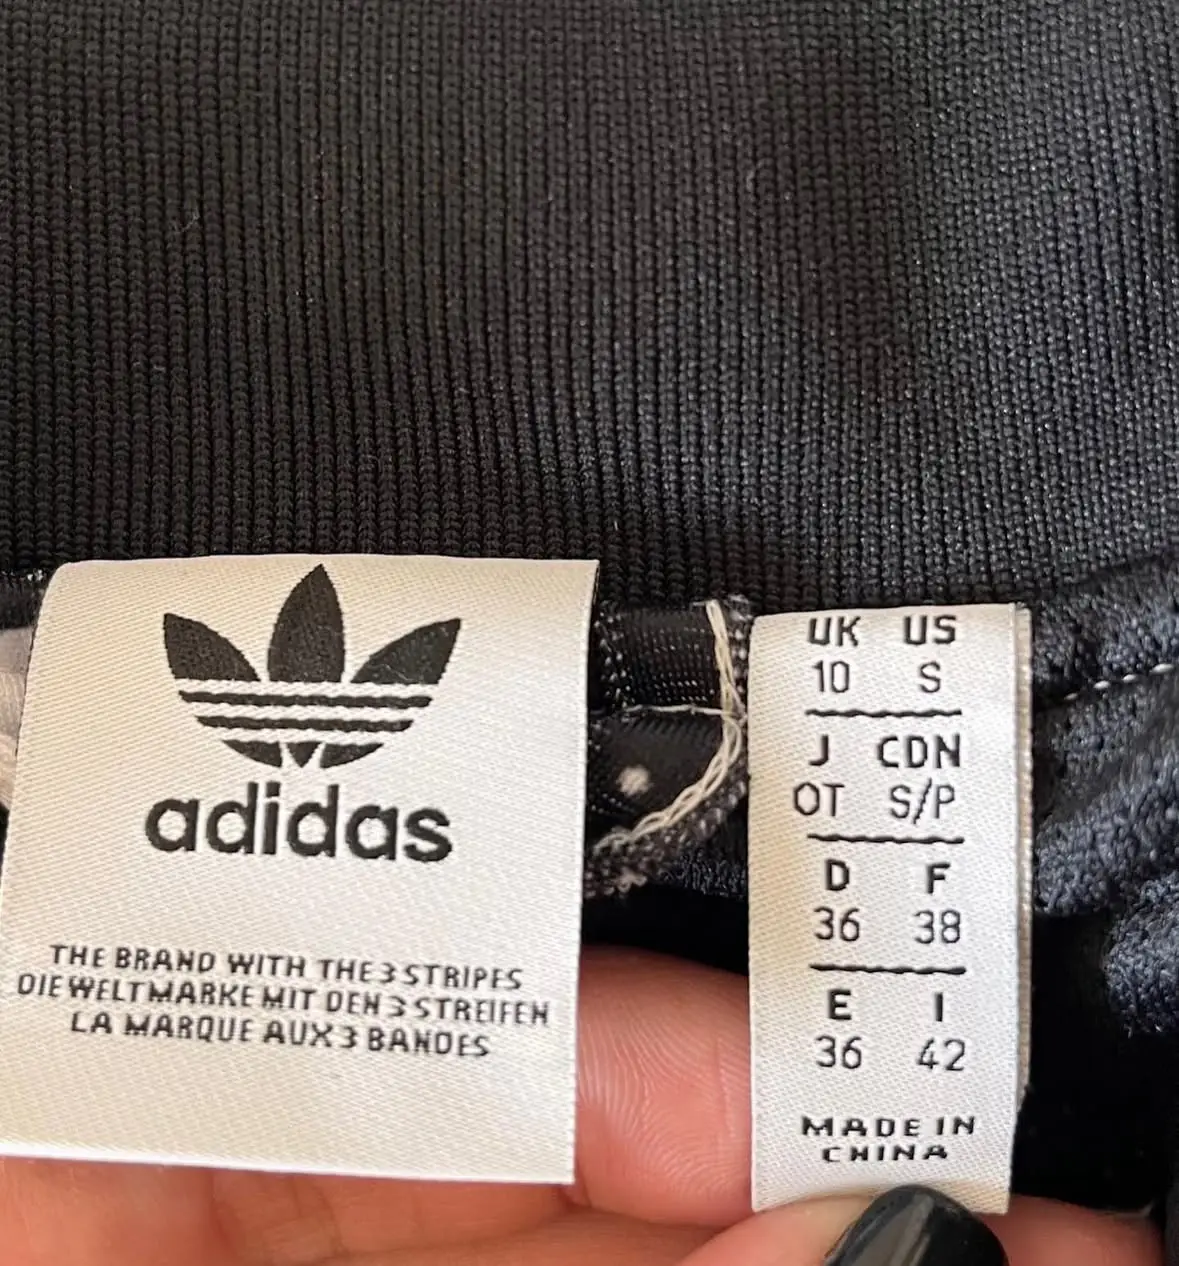 adidas
THE BRAND WITH THE 3 STRIPES
DIE WELTMARKE MIT DEN 3 STREIFEN
LA MARQUE AUX 3 BANDES
UK US
10 S
J CDN
OT S/P
D F
36 38
E I
36 42
MADE IN
CHINA